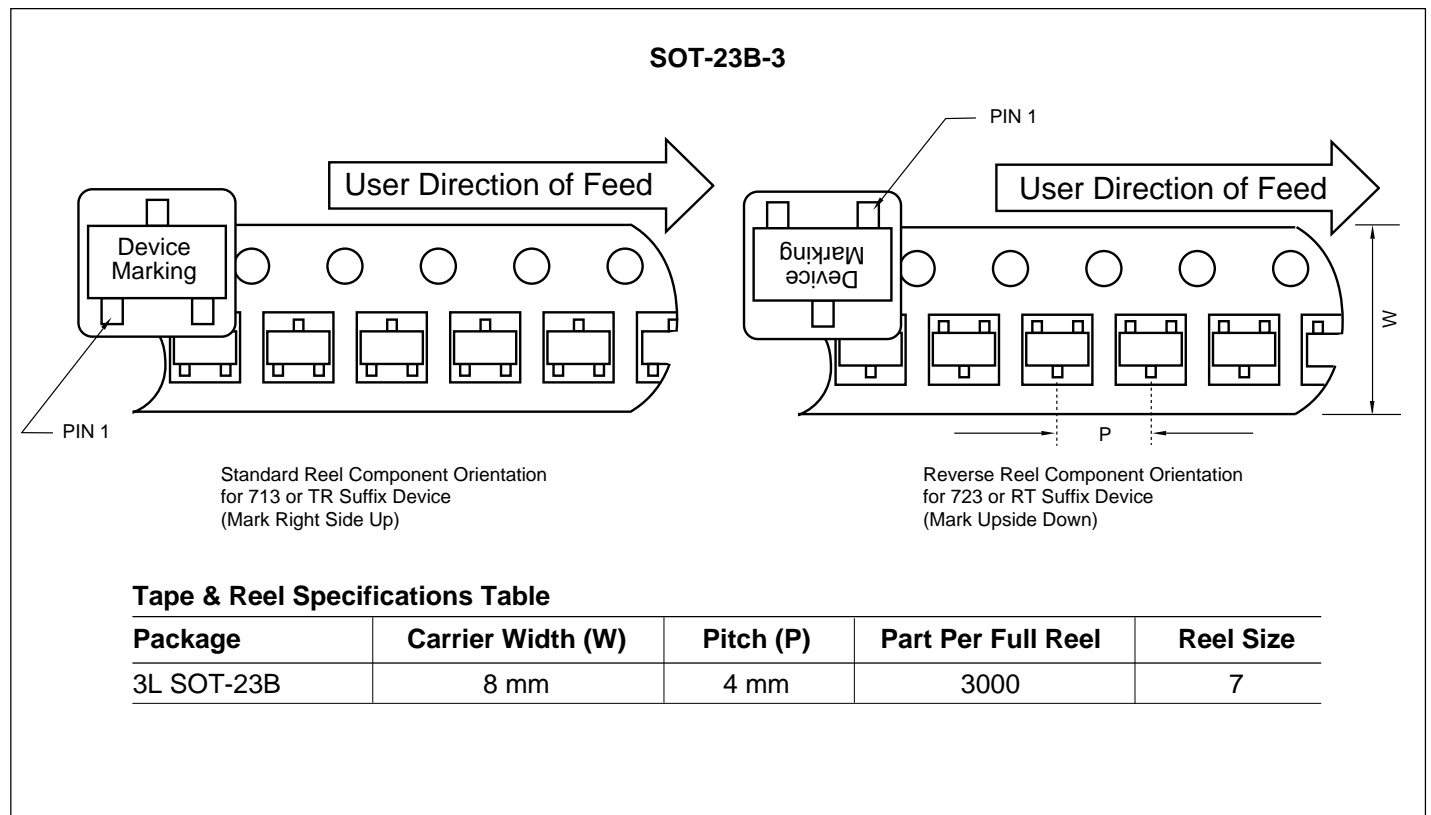 SOT-23B-3
PIN 1
User Direction of Feed
Device
Marking
PIN 1
Standard Reel Component Orientation
for 713 or TR Suffix Device
(Mark Right Side Up)
User Direction of Feed
Device
Marking
W
P
Reverse Reel Component Orientation
for 723 or RT Suffix Device
(Mark Upside Down)
Tape & Reel Specifications Table
Package Carrier Width (W) Pitch (P) Part Per Full Reel Reel Size
3L SOT-23B 8 mm 4 mm 3000 7